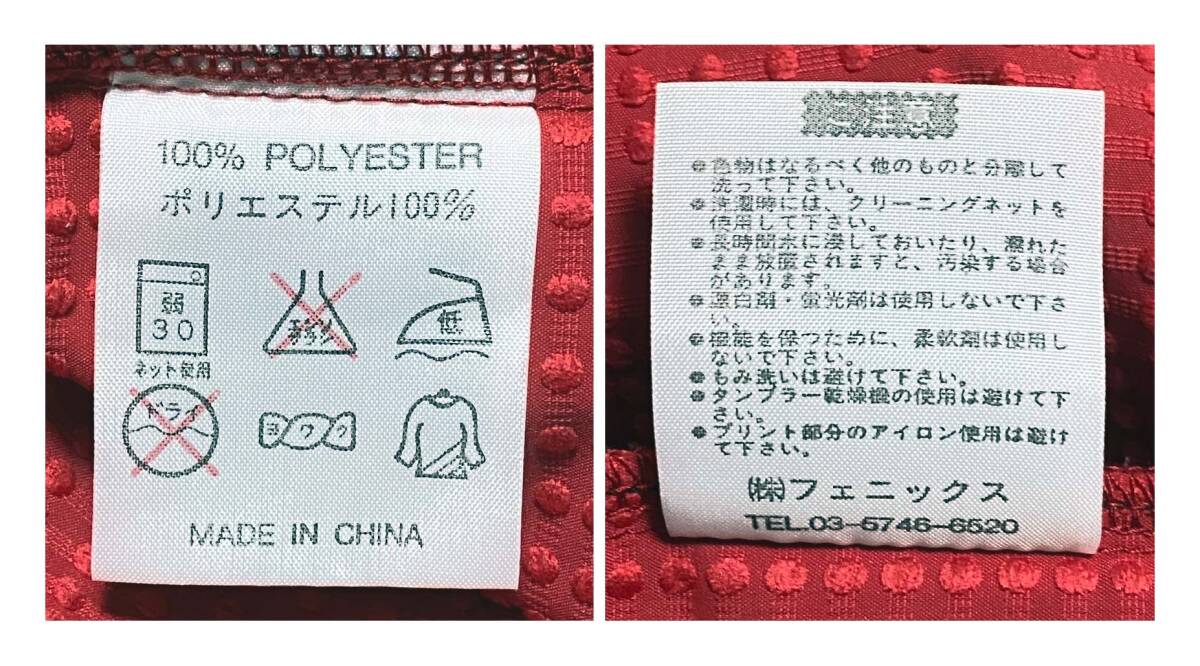 100% POLYESTER
ポリエステル100%
弱
30
ネット使用
エンソ
サラシ
低
ドライ
ヨワク
MADE IN CHINA
ご注意
●色物はなるべく他のものと分離して
洗って下さい。
●洗濯時には、クリーニングネットを
使用して下さい。
●長時間水に浸しておいたり、濡れた
まま放置されますと、汚染する場合
があります。
●漂白剤・蛍光剤は使用しないで下さ
い。
●機能を保つために、柔軟剤は使用し
ないで下さい。
●もみ洗いは避けて下さい。
●タンブラー乾燥機の使用は避けて下
さい。
●プリント部分のアイロン使用は避け
て下さい。
㈱フェニックス
TEL.03-5746-6520